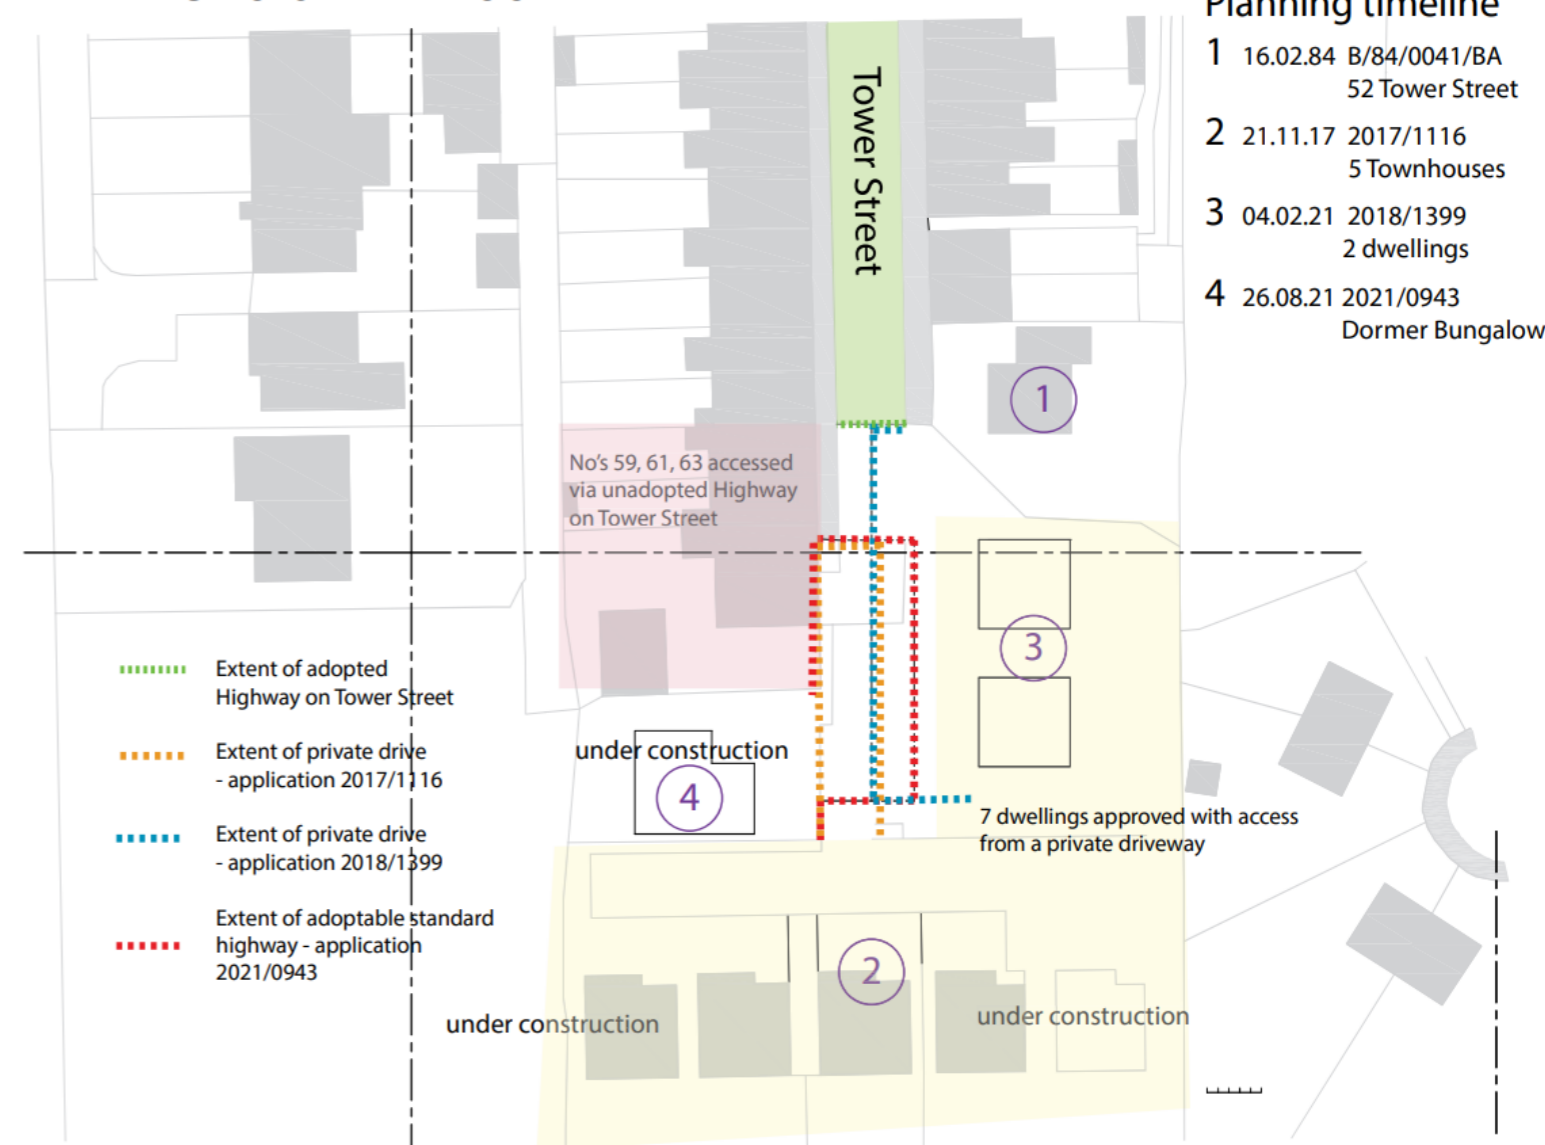 Planning timeline
1 16.02.84 B/84/0041/BA
52 Tower Street
2 21.11.17 2017/1116
5 Townhouses
3 04.02.21 2018/1399
2 dwellings
4 26.08.21 2021/0943
Dormer Bungalow
Tower Street
1
No's 59, 61, 63 accessed
via unadopted Highway
on Tower Street
3
Extent of adopted
Highway on Tower Street
Extent of private drive
- application 2017/1116
Extent of private drive
- application 2018/1399
Extent of adoptable standard
highway - application
2021/0943
under construction
4
7 dwellings approved with access
from a private driveway
2
under construction
under construction